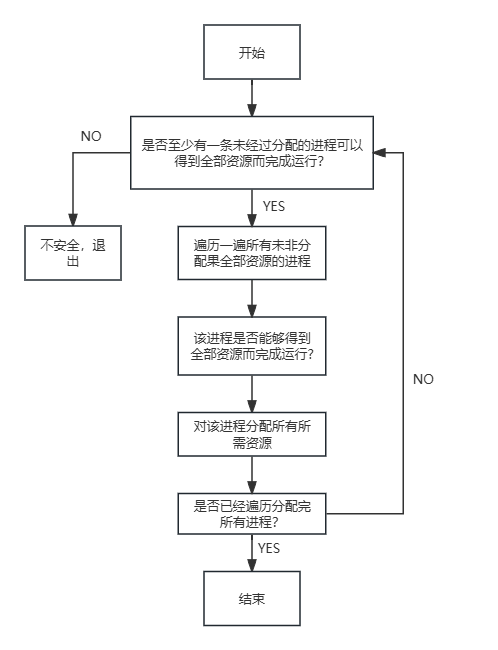 开始
是否至少有一条未经过分配的进程可以
得到全部资源而完成运行?
NO
YES
不安全，退
出
遍历一遍所有未非分
配果全部资源的进程
该进程是否能够得到
全部资源而完成运行?
NO
对该进程分配所有所
需资源
是否已经遍历分配完
所有进程?
YES
结束